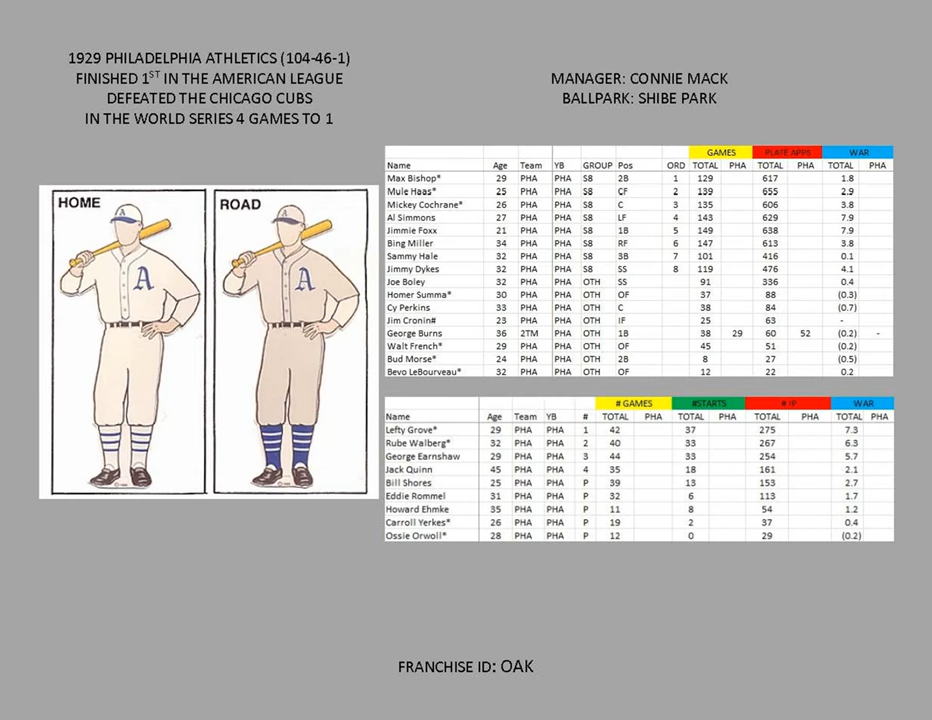 1929 PHILADELPHIA ATHLETICS (104-46-1)
FINISHED 1ST IN THE AMERICAN LEAGUE
DEFEATED THE CHICAGO CUBS
IN THE WORLD SERIES 4 GAMES TO 1
MANAGER: CONNIE MACK
BALLPARK: SHIBE PARK
HOME
A
A
ROAD
A
A
GAMES PLATE APPS WAR
Name Age Team YB GROUP Pos ORD TOTAL PHA TOTAL PHA TOTAL PHA
Max Bishop* 29 PHA PHA S8 2B 1 129 617 1.8
Mule Haas* 25 PHA PHA S8 CF 2 139 655 2.9
Mickey Cochrane* 26 PHA PHA S8 C 3 135 606 3.8
Al Simmons 27 PHA PHA S8 LF 4 143 629 7.9
Jimmie Foxx 21 PHA PHA S8 1B 5 149 638 7.9
Bing Miller 34 PHA PHA S8 RF 6 147 613 3.8
Sammy Hale 32 PHA PHA S8 3B 7 101 416 0.1
Jimmy Dykes 32 PHA PHA S8 SS 8 119 476 4.1
Joe Boley 32 PHA PHA OTH SS 91 336 0.4
Homer Summa* 30 PHA PHA OTH OF 37 88 (0.3)
Cy Perkins 33 PHA PHA OTH C 38 84 (0.7)
Jim Cronin# 23 PHA PHA OTH IF 25 63 -
George Burns 36 2TM PHA OTH 1B 38 29 60 52 (0.2) -
Walt French* 29 PHA PHA OTH OF 45 51 (0.2)
Bud Morse* 24 PHA PHA OTH 2B 8 27 (0.5)
Bevo LeBourveau* 32 PHA PHA OTH OF 12 22 0.2
# GAMES #STARTS # IP WAR
Name Age Team YB # TOTAL PHA TOTAL PHA TOTAL PHA TOTAL PHA
Lefty Grove* 29 PHA PHA 1 42 37 275 7.3
Rube Walberg* 32 PHA PHA 2 40 33 267 6.3
George Earnshaw 29 PHA PHA 3 44 33 254 5.7
Jack Quinn 45 PHA PHA 4 35 18 161 2.1
Bill Shores 25 PHA PHA P 39 13 153 2.7
Eddie Rommel 31 PHA PHA P 32 6 113 1.7
Howard Ehmke 35 PHA PHA P 11 8 54 1.2
Carroll Yerkes* 26 PHA PHA P 19 2 37 0.4
Ossie Orwoll* 28 PHA PHA P 12 0 29 (0.2)
FRANCHISE ID: OAK